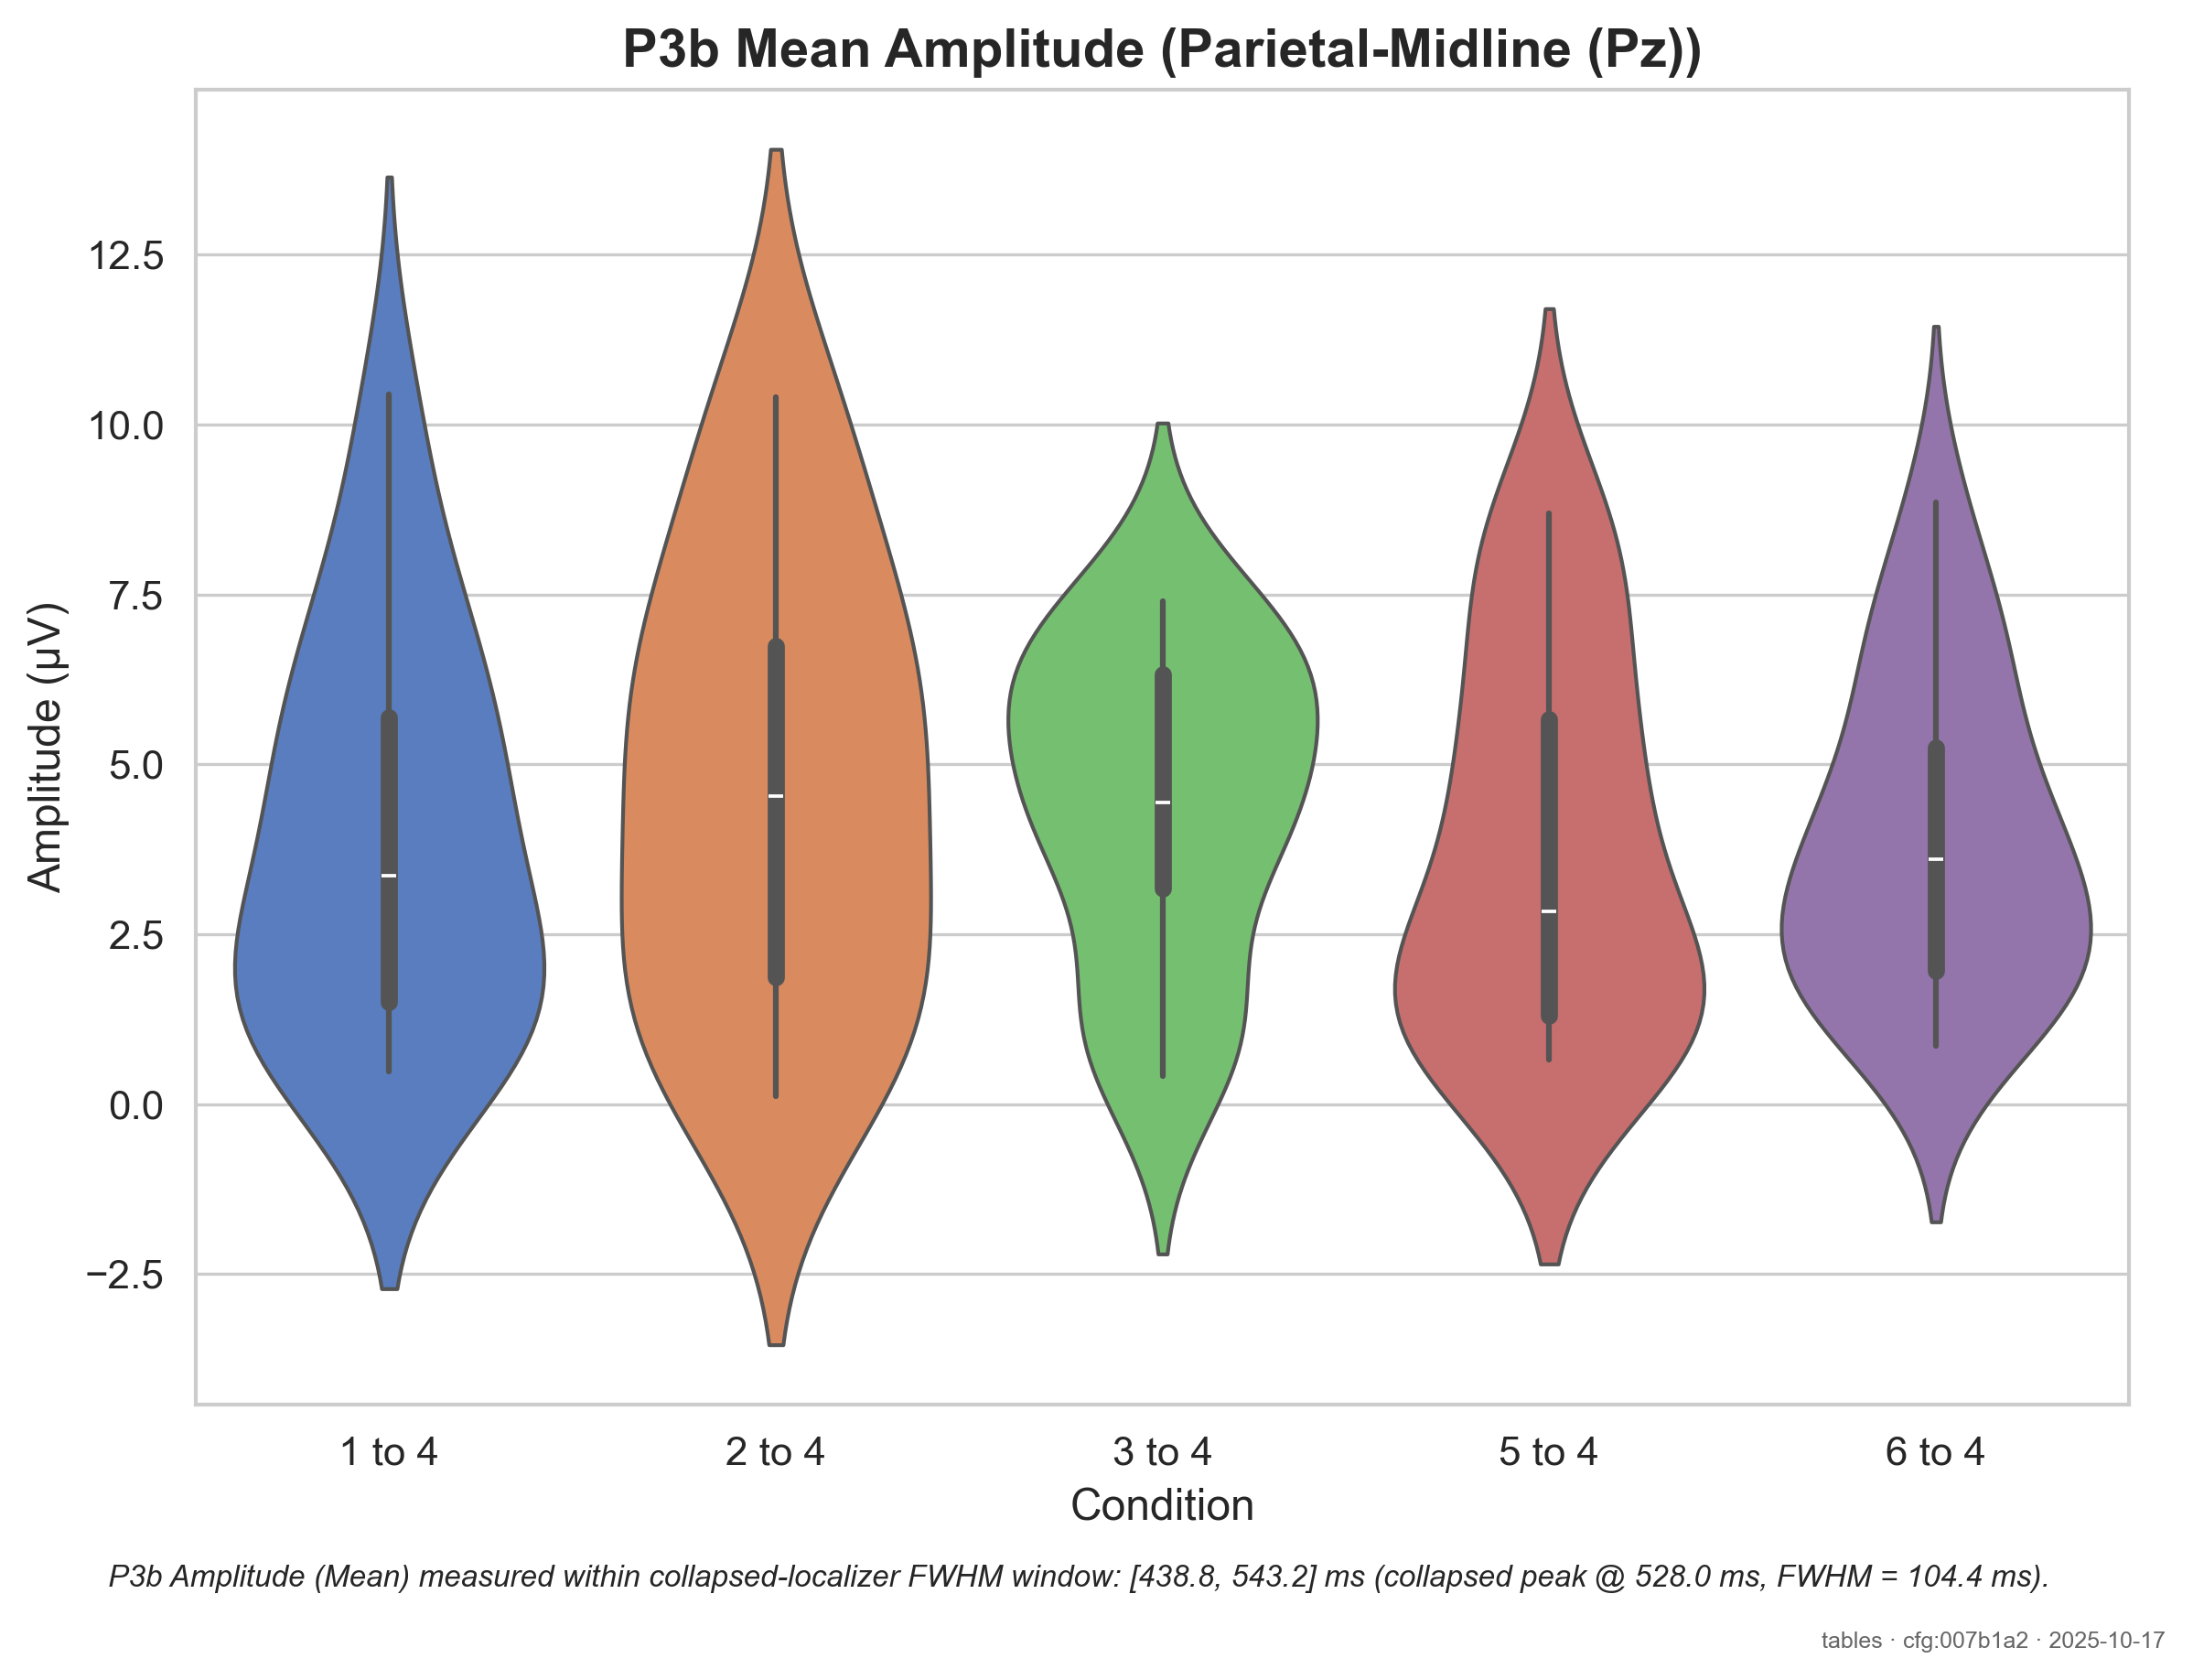 P3b Mean Amplitude (Parietal-Midline (Pz))
Amplitude (µV)
12.5
10.0
7.5
5.0
2.5
0.0
−2.5
1 to 4
2 to 4
3 to 4
5 to 4
6 to 4
Condition
P3b Amplitude (Mean) measured within collapsed-localizer FWHM window: [438.8, 543.2] ms (collapsed peak @ 528.0 ms, FWHM = 104.4 ms).
tables · cfg:007b1a2 · 2025-10-17